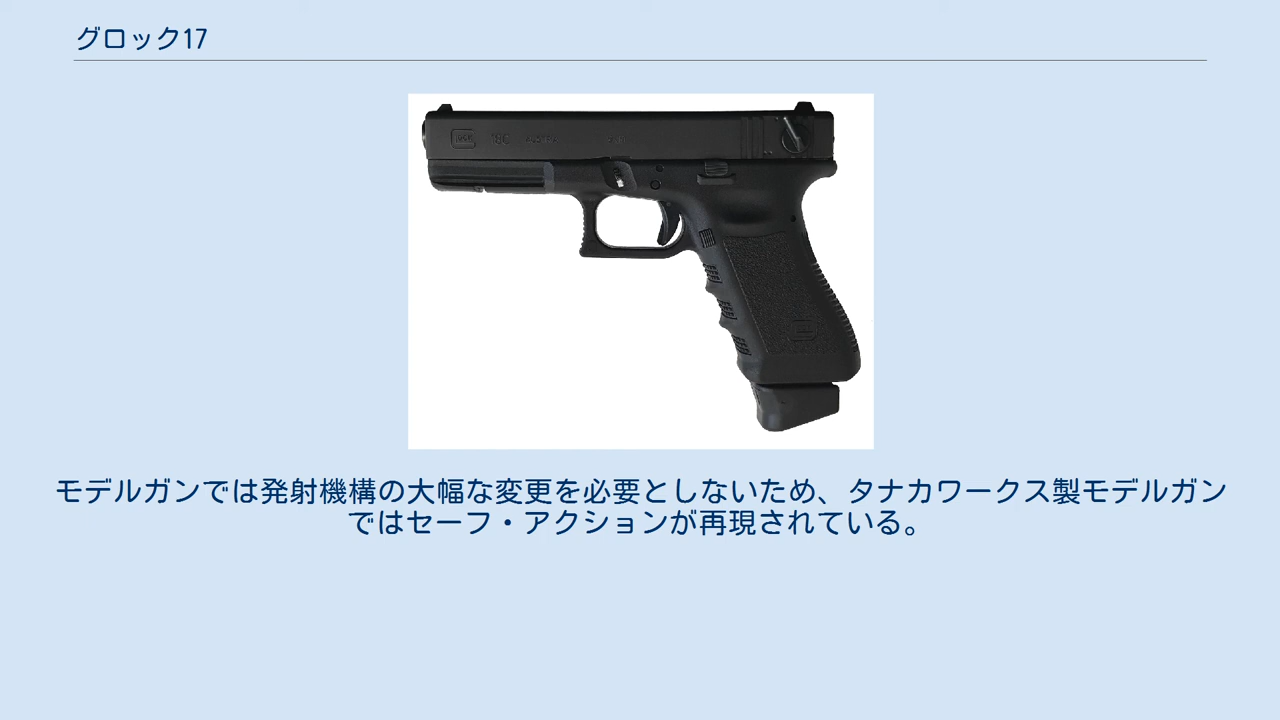 グロック17
18C
モデルガンでは発射機構の大幅な変更を必要としないため、タナカワークス製モデルガン
ではセーフ・アクションが再現されている。